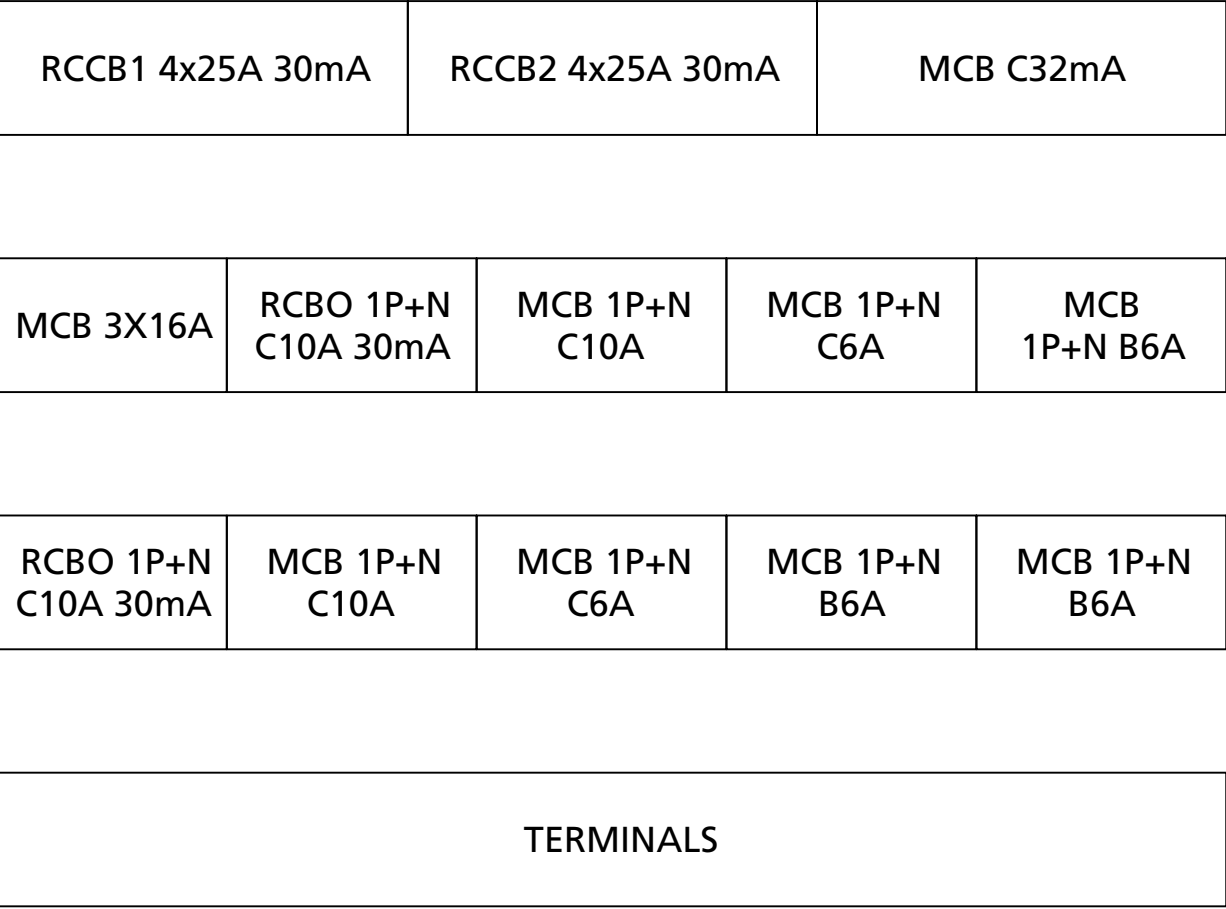 RCCB1 4x25A 30mA
RCCB2 4x25A 30mA
MCB C32mA
MCB 3X16A
RCBO 1P+N
C10A 30mA
MCB 1P+N
C10A
MCB 1P+N
C6A
MCB
1P+N B6A
RCBO 1P+N
C10A 30mA
MCB 1P+N
C10A
MCB 1P+N
C6A
MCB 1P+N
B6A
MCB 1P+N
B6A
TERMINALS